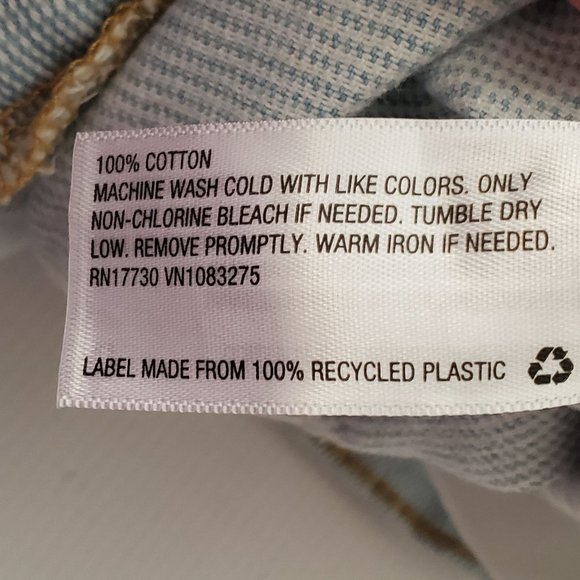 100% COTTON
MACHINE WASH COLD WITH LIKE COLORS. ONLY
NON-CHLORINE BLEACH IF NEEDED. TUMBLE DRY
LOW. REMOVE PROMPTLY. WARM IRON IF NEEDED.
RN17730 VN1083275
LABEL MADE FROM 100% RECYCLED PLASTIC